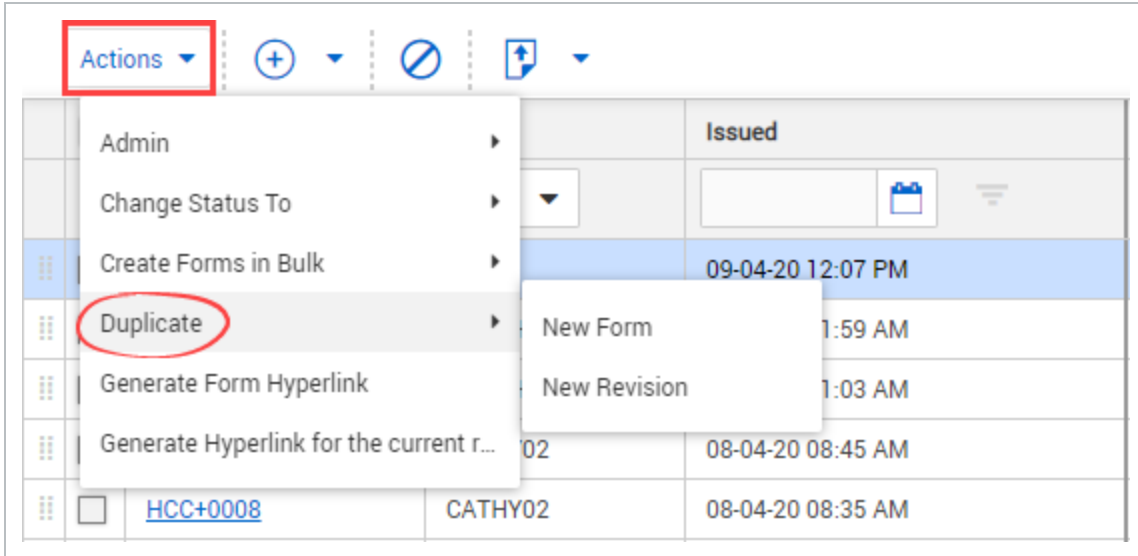 Actions
Issued
Admin
Change Status To
Create Forms in Bulk
09-04-20 12:07 PM
Duplicate
New Form
1:59 AM
Generate Form Hyperlink
New Revision
1:03 AM
Generate Hyperlink for the current r...
02
08-04-20 08:45 AM
HCC+0008
CATHY02
08-04-20 08:35 AM